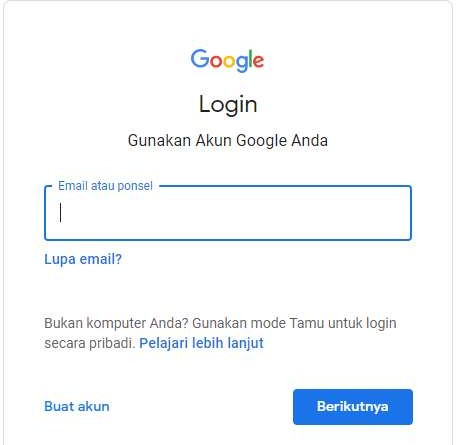 Google
Login
Gunakan Akun Google Anda
Email atau ponsel
Lupa email?
Bukan komputer Anda? Gunakan mode Tamu untuk login
secara pribadi. Pelajari lebih lanjut
Buat akun
Berikutnya